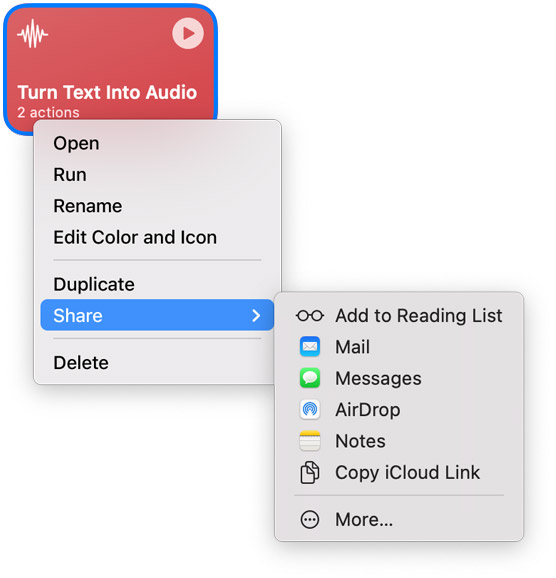 Turn Text Into Audio
2 actions
Open
Run
Rename
Edit Color and Icon
Duplicate
Share
Delete
Add to Reading List
Mail
Messages
AirDrop
Notes
Copy iCloud Link
More...